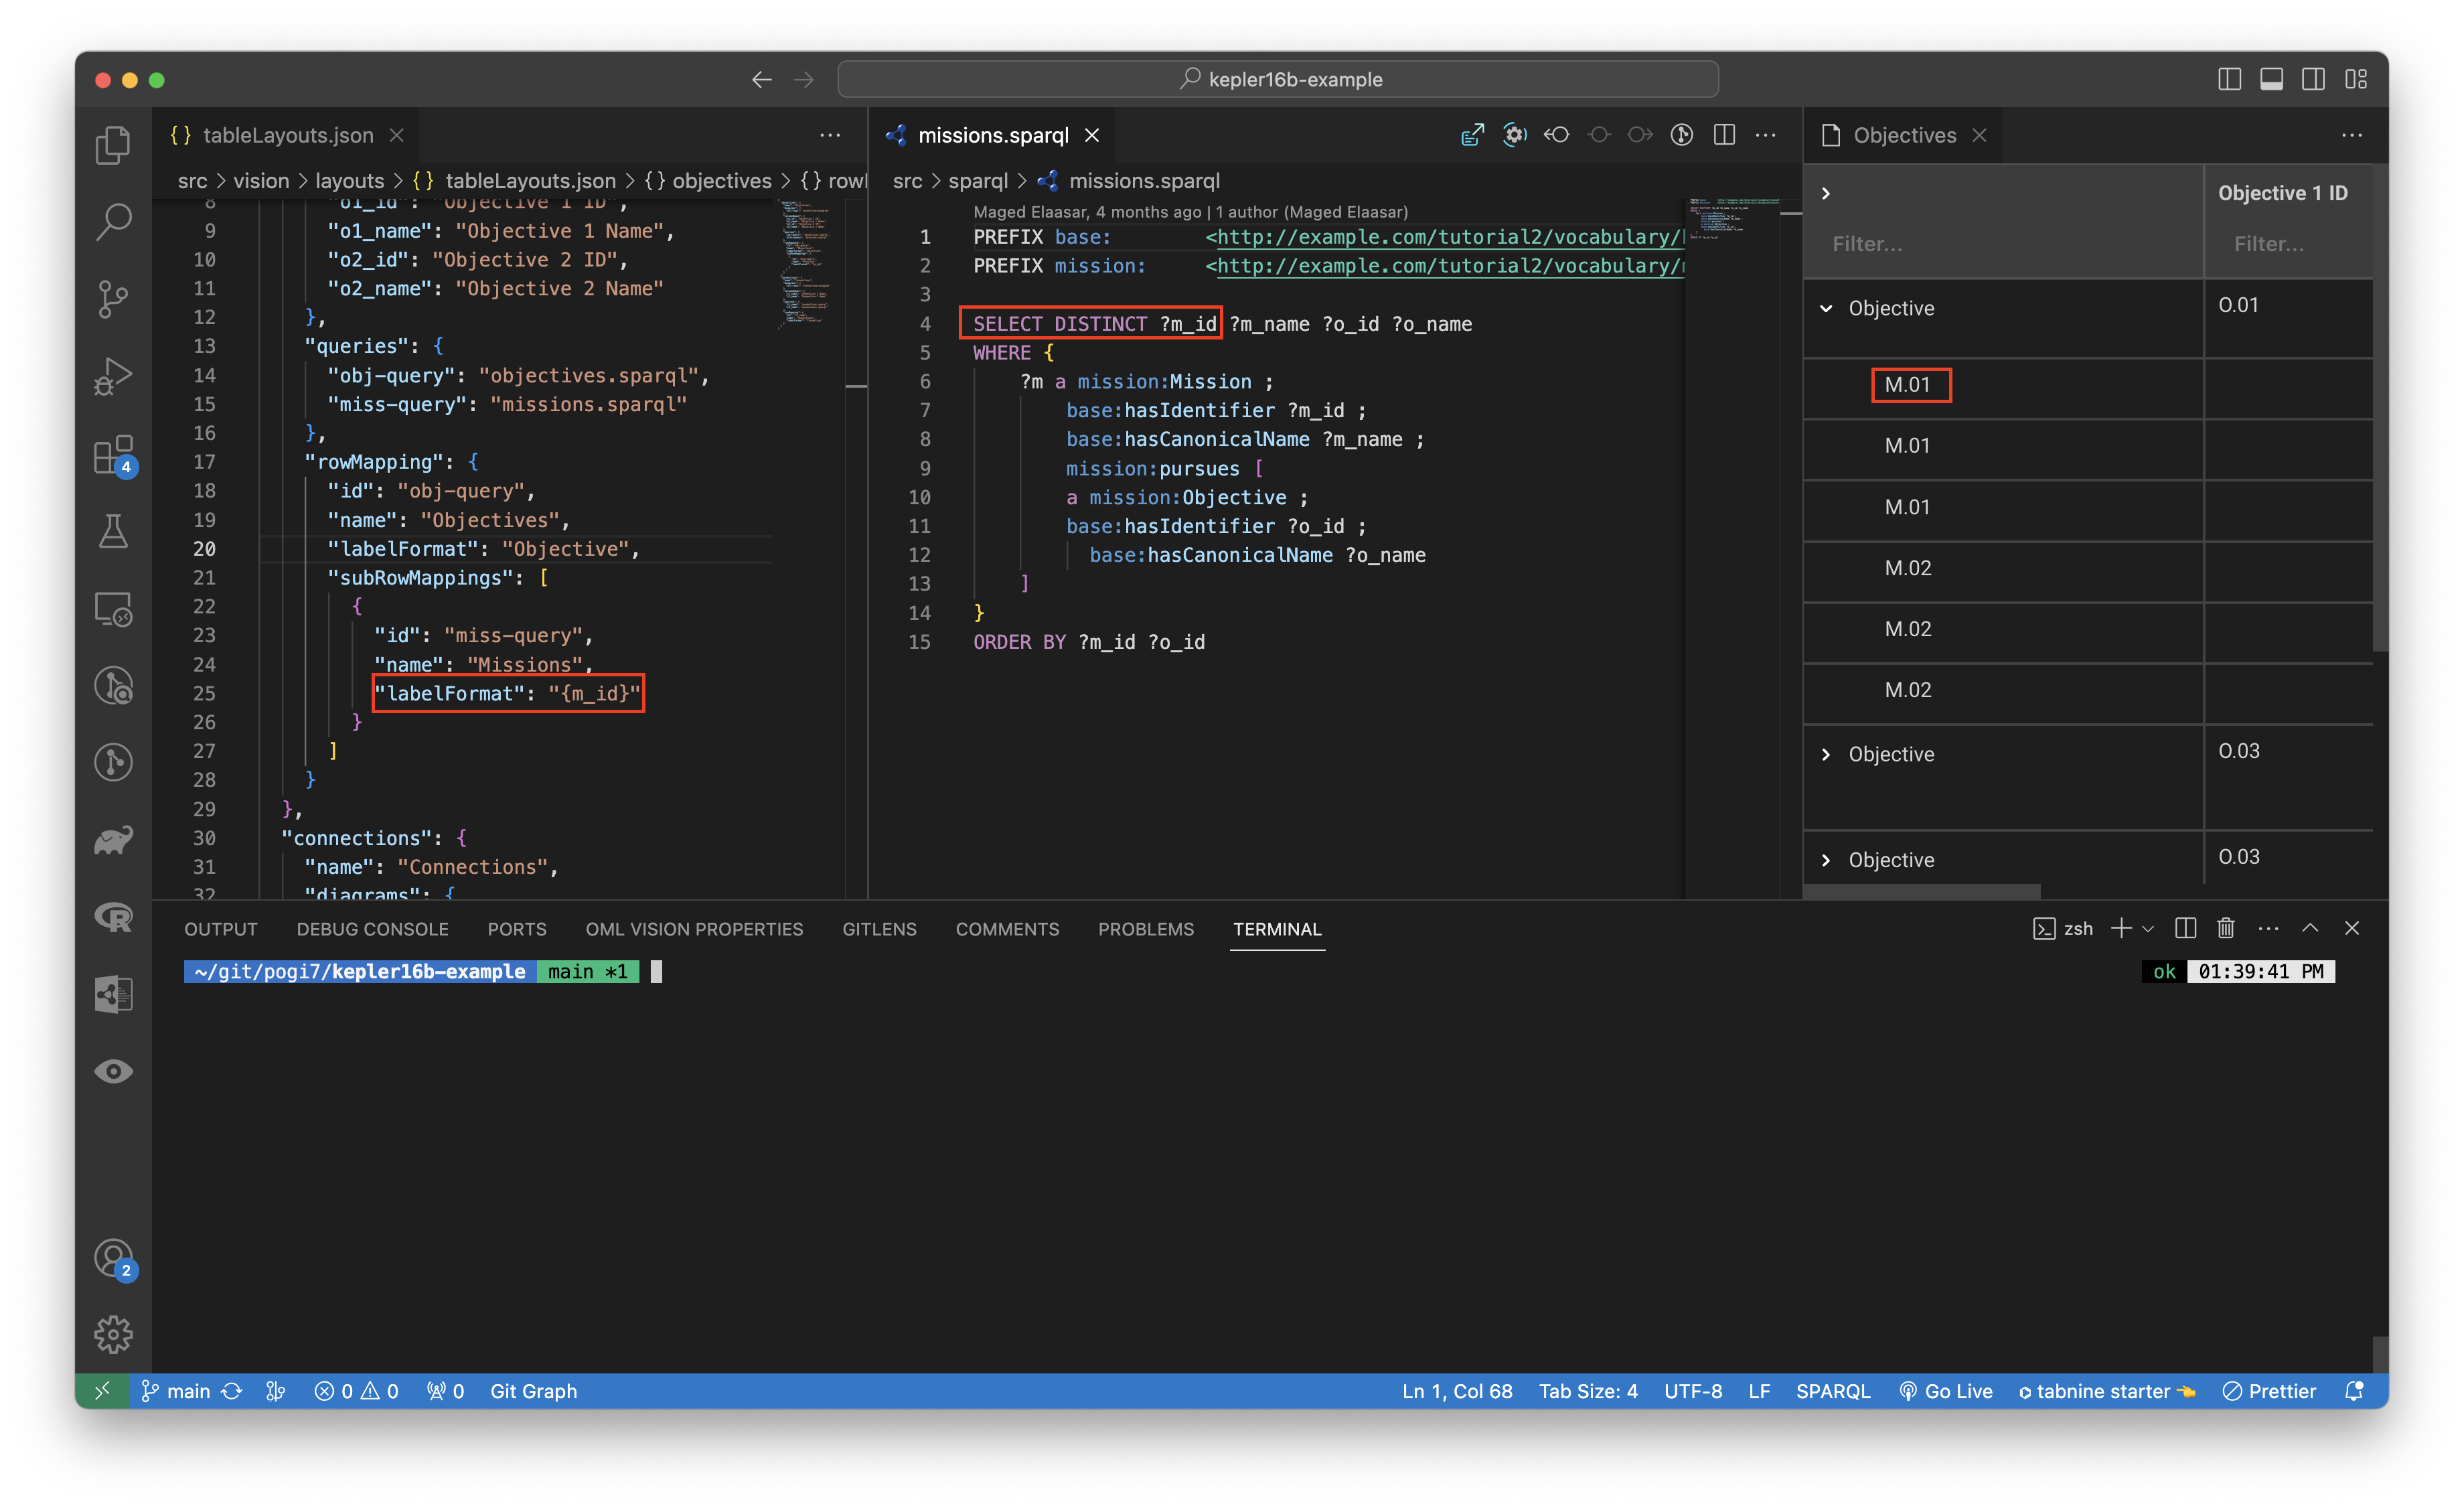 kepler16b-example
{} tableLayouts.json
src > vision > layouts > {} tableLayouts.json > {} objectives > {} row
8 "o1_id": "Objective 1 ID",
9 "o1_name": "Objective 1 Name",
10 "o2_id": "Objective 2 ID",
11 "o2_name": "Objective 2 Name"
12 },
13 "queries": {
14 "obj-query": "objectives.sparql",
15 "miss-query": "missions.sparql"
16 },
17 "rowMapping": {
18 "id": "obj-query",
19 "name": "Objectives",
20 "labelFormat": "Objective",
21 "subRowMappings": [
22 {
23 "id": "miss-query",
24 "name": "Missions",
25 "labelFormat": "{m_id}"
26 }
27 ]
28 }
29 },
30 "connections": {
31 "name": "Connections",
32 "diagrams": {
missions.sparql
src > sparql > missions.sparql
Maged Elaasar, 4 months ago | 1 author (Maged Elaasar)
1 PREFIX base: <http://example.com/tutorial2/vocabulary/
2 PREFIX mission: <http://example.com/tutorial2/vocabulary/
3
4 SELECT DISTINCT ?m_id ?m_name ?o_id ?o_name
5 WHERE {
6 ?m a mission:Mission ;
7 base:hasIdentifier ?m_id ;
8 base:hasCanonicalName ?m_name ;
9 mission:pursues [
10 a mission:Objective ;
11 base:hasIdentifier ?o_id ;
12 base:hasCanonicalName ?o_name
13 ]
14 }
15 ORDER BY ?m_id ?o_id
Objectives
Objective 1 ID
Filter... Filter...
Objective O.01
M.01
M.01
M.01
M.02
M.02
M.02
Objective O.03
Objective O.03
4
2
OUTPUT DEBUG CONSOLE PORTS OML VISION PROPERTIES GITLENS COMMENTS PROBLEMS TERMINAL zsh
~/git/pogi7/kepler16b-example main *1 ok 01:39:41 PM
main 0 0 0 Git Graph Ln 1, Col 68 Tab Size: 4 UTF-8 LF SPARQL Go Live tabnine starter Prettier